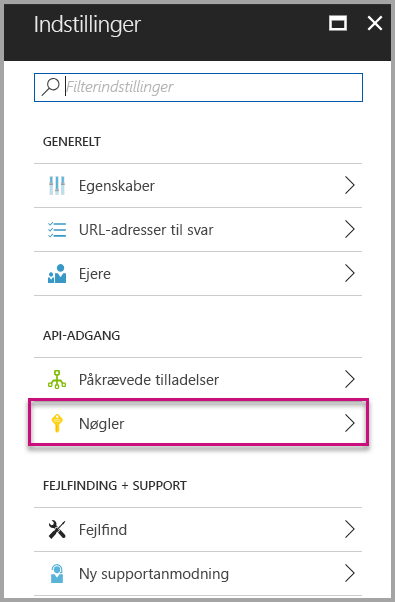 Indstillinger
Filterindstillinger
GENERELT
Egenskaber
URL-adresser til svar
Ejere
API-ADGANG
Påkrævede tilladelser
Nøgler
FEJLFINDING + SUPPORT
Fejlfind
Ny supportanmodning